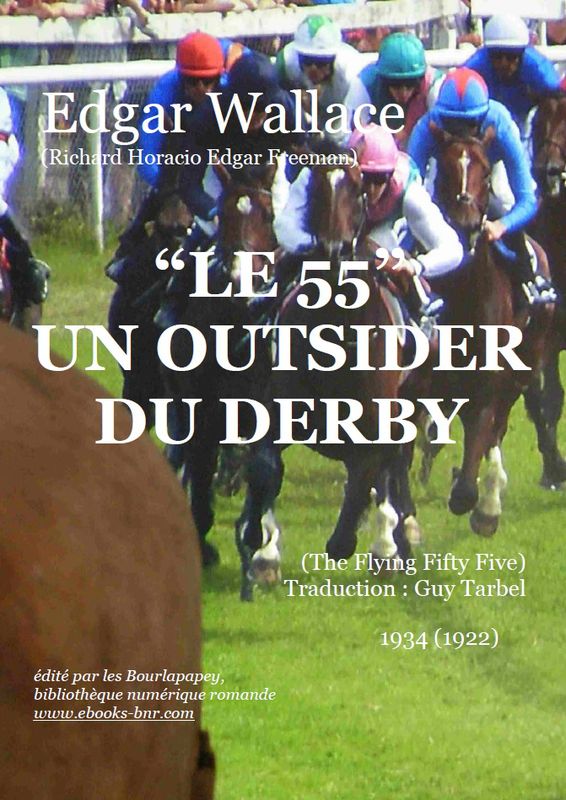 Edgar Wallace
(Richard Horacio Edgar Freeman)
“LE 55”
UN OUTSIDER
DU DERBY
(The Flying Fifty Five)
Traduction : Guy Tarbel
1934 (1922)
édité par les Bourlapapey,
bibliothèque numérique romande
www.ebooks-bnr.com